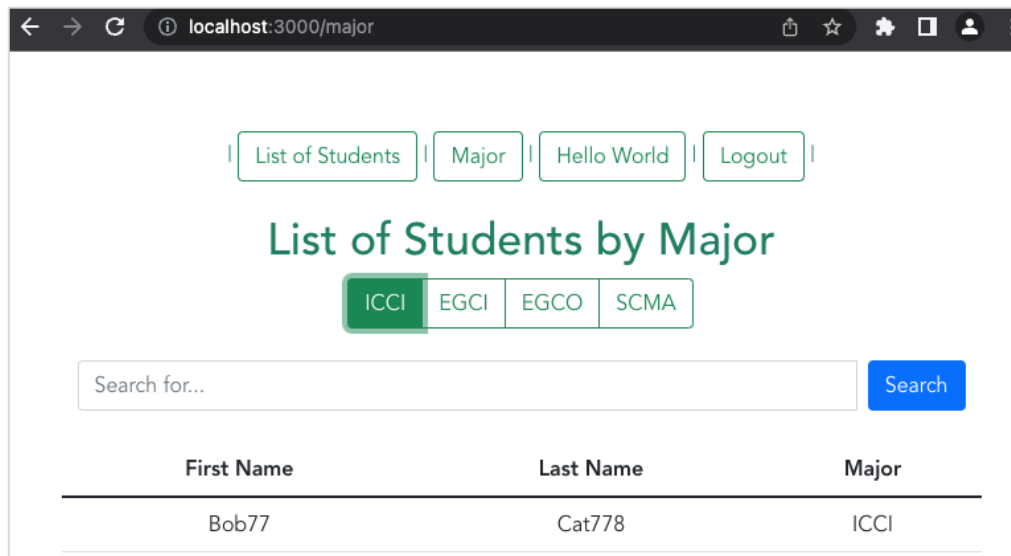 localhost:3000/major
| List of Students | Major | Hello World | Logout |
List of Students by Major
ICCI EGCI EGCO SCMA
Search for... Search
First Name Last Name Major
Bob77 Cat778 ICCI